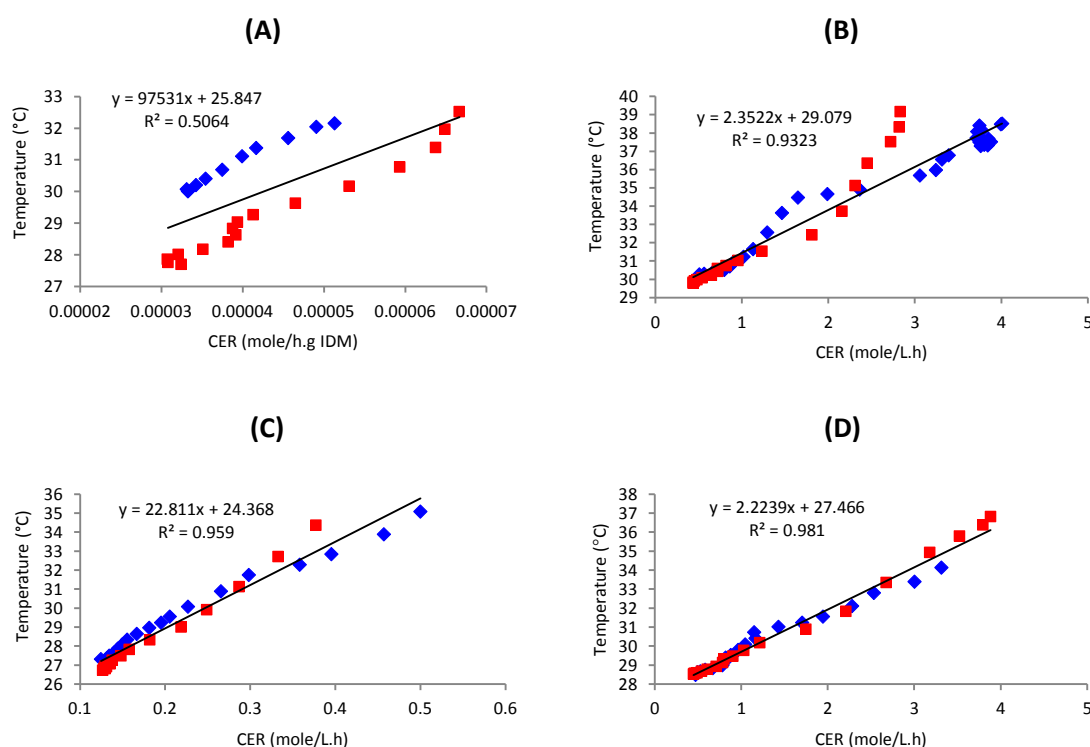 (A)
y = 97531x + 25.847
R² = 0.5064
Temperature (°C)
33
32
31
30
29
28
27
0.00002 0.00003 0.00004 0.00005 0.00006 0.00007
CER (mole/h.g IDM)
(B)
y = 2.3522x + 29.079
R² = 0.9323
Temperature (°C)
40
39
38
37
36
35
34
33
32
31
30
29
0 1 2 3 4 5
CER (mole/L.h)
(C)
y = 22.811x + 24.368
R² = 0.959
Temperature (°C)
36
35
34
33
32
31
30
29
28
27
26
0.1 0.2 0.3 0.4 0.5 0.6
CER (mole/L.h)
(D)
y = 2.2239x + 27.466
R² = 0.981
Temperature (°C)
38
37
36
35
34
33
32
31
30
29
28
0 1 2 3 4 5
CER (mole/L.h)